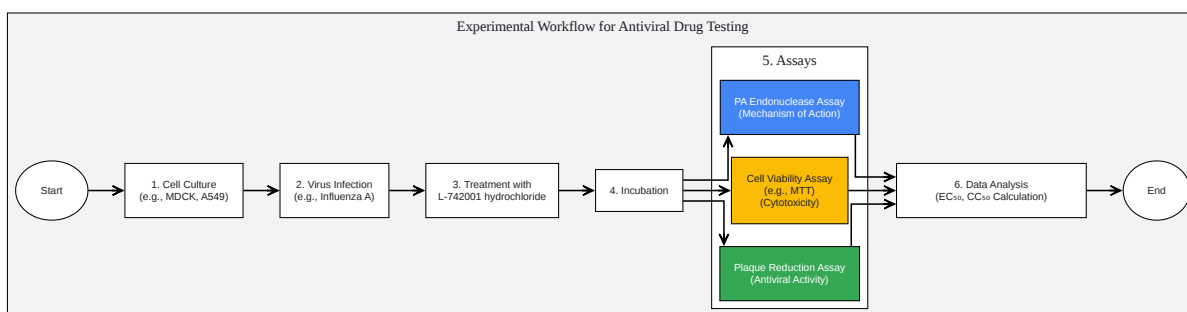 Experimental Workflow for Antiviral Drug Testing
5. Assays
PA Endonuclease Assay
(Mechanism of Action)
Start
1. Cell Culture
(e.g., MDCK, A549)
2. Virus Infection
(e.g., Influenza A)
3. Treatment with
L-742001 hydrochloride
4. Incubation
Cell Viability Assay
(e.g., MTT)
(Cytotoxicity)
6. Data Analysis
(EC₅₀, CC₅₀ Calculation)
End
Plaque Reduction Assay
(Antiviral Activity)